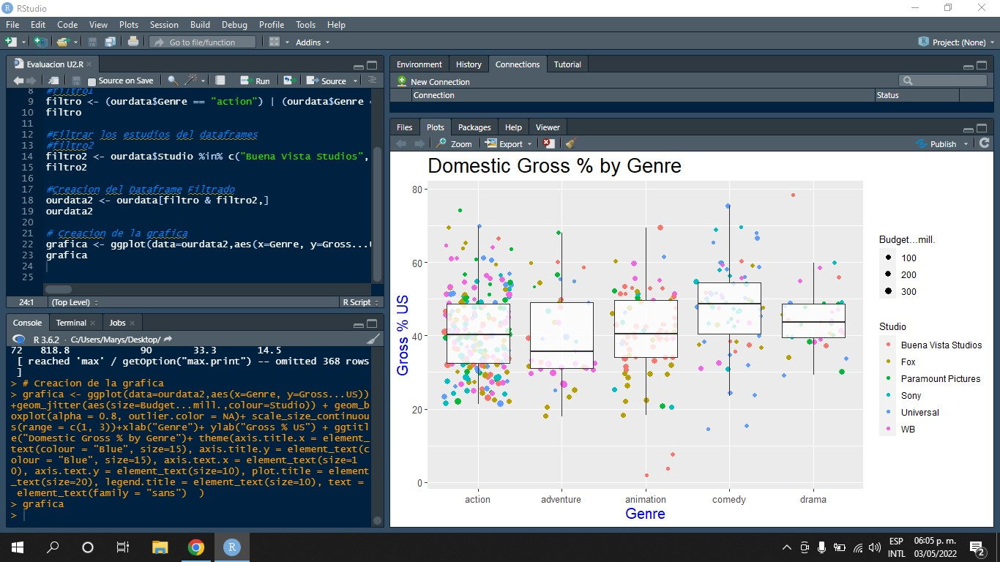 RStudio
File Edit Code View Plots Session Build Debug Profile Tools Help
Go to file/function
Addins
Project: (None)
Evaluacion U2.R
Source on Save
Run
Source
8 #filtro1
9 filtro <- (ourdata$Genre == "action") | (ourdata$Genre =
10 filtro
11
12 #Filtrar los estudios del dataframes
13 #filtro2
14 filtro2 <- ourdata$Studio %in% c("Buena Vista Studios",
15 filtro2
16
17 #Creacion del Dataframe Filtrado
18 ourdata2 <- ourdata[filtro & filtro2,]
19 ourdata2
20
21 # Creacion de la grafica
22 grafica <- ggplot(data=ourdata2,aes(x=Genre, y=Gross...U
23 grafica
24
25
24:1 (Top Level) R Script
Console Terminal Jobs
R 3.6.2 · C:/Users/Marys/Desktop/
72 818.8 90 33.3 14.5
[ reached 'max' / getOption("max.print") -- omitted 368 rows
]
> # Creacion de la grafica
> grafica <- ggplot(data=ourdata2,aes(x=Genre, y=Gross...US))
+geom_jitter(aes(size=Budget...mill.,colour=Studio)) + geom_b
oxplot(alpha = 0.8, outlier.color = NA)+ scale_size_continuou
s(range = c(1, 3))+xlab("Genre")+ ylab("Gross % US") + ggtitl
e("Domestic Gross % by Genre")+ theme(axis.title.x = element_
text(colour = "Blue", size=15), axis.title.y = element_text(c
olour = "Blue", size=15), axis.text.x = element_text(size=1
0), axis.text.y = element_text(size=10), plot.title = element
_text(size=20), legend.title = element_text(size=10), text =
element_text(family = "sans") )
> grafica
>
Environment History Connections Tutorial
New Connection
Connection Status
Files Plots Packages Help Viewer
Zoom Export Publish
Domestic Gross % by Genre
80
60
40
20
0
Gross % US
action adventure animation comedy drama
Genre
Budget...mill.
100
200
300
Studio
Buena Vista Studios
Fox
Paramount Pictures
Sony
Universal
WB
ESP
INTL
06:05 p. m.
03/05/2022
2